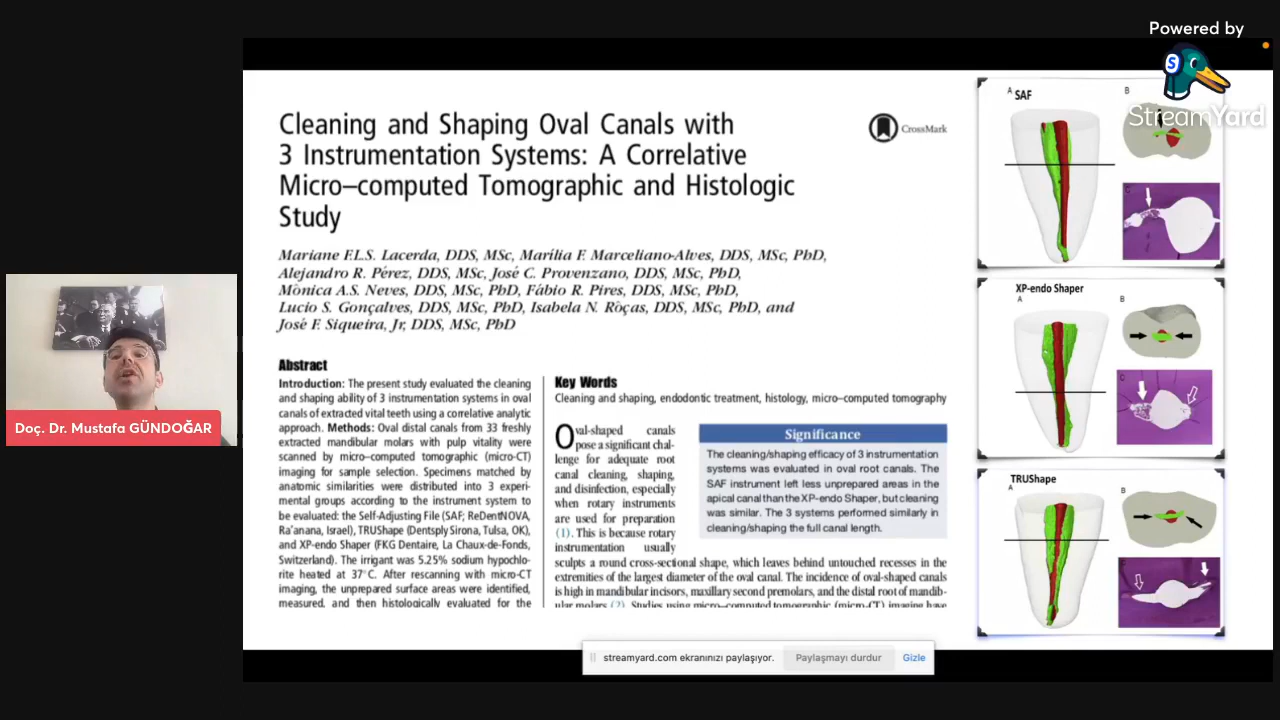 Powered by
StreamYard
Cleaning and Shaping Oval Canals with
3 Instrumentation Systems: A Correlative
Micro–computed Tomographic and Histologic
Study
CrossMark
Mariane F.L.S. Lacerda, DDS, MSc, Marília F. Marceliano-Alves, DDS, MSc, PhD,
Alejandro R. Pérez, DDS, MSc, José C. Provenzano, DDS, MSc, PhD,
Mônica A.S. Neves, DDS, MSc, PhD, Fábio R. Pires, DDS, MSc, PhD,
Lucio S. Gonçalves, DDS, MSc, PhD, Isabela N. Rôças, DDS, MSc, PhD, and
José F. Siqueira, Jr, DDS, MSc, PhD
Abstract
Introduction: The present study evaluated the cleaning
and shaping ability of 3 instrumentation systems in oval
canals of extracted vital teeth using a correlative analytic
approach. Methods: Oval distal canals from 33 freshly
extracted mandibular molars with pulp vitality were
scanned by micro–computed tomographic (micro-CT)
imaging for sample selection. Specimens matched by
anatomic similarities were distributed into 3 experi-
mental groups according to the instrument system to
be evaluated: the Self-Adjusting File (SAF; ReDentNOVA,
Ra'anana, Israel), TRUShape (Dentsply Sirona, Tulsa, OK),
and XP-endo Shaper (FKG Dentaire, La Chaux-de-Fonds,
Switzerland). The irrigant was 5.25% sodium hypochlo-
rite heated at 37°C. After rescanning with micro-CT
imaging, the unprepared surface areas were identified,
measured, and then histologically evaluated for the
Key Words
Cleaning and shaping, endodontic treatment, histology, micro–computed tomography
Oval-shaped canals
pose a significant chal-
lenge for adequate root
canal cleaning, shaping,
and disinfection, especially
when rotary instruments
are used for preparation
(1). This is because rotary
instrumentation usually
sculpts a round cross-sectional shape, which leaves behind untouched recesses in the
extremities of the largest diameter of the oval canal. The incidence of oval-shaped canals
is high in mandibular incisors, maxillary second premolars, and the distal root of mandib-
ular molars (2). Studies using micro–computed tomographic (micro-CT) imaging have
Significance
The cleaning/shaping efficacy of 3 instrumentation
systems was evaluated in oval root canals. The
SAF instrument left less unprepared areas in the
apical canal than the XP-endo Shaper, but cleaning
was similar. The 3 systems performed similarly in
cleaning/shaping the full canal length.
A SAF
B
C
XP-endo Shaper
A
B
C
TRUShape
A
B
Doç. Dr. Mustafa GÜNDOĞAR
streamyard.com ekranınızı paylaşıyor.
Paylaşmayı durdur
Gizle